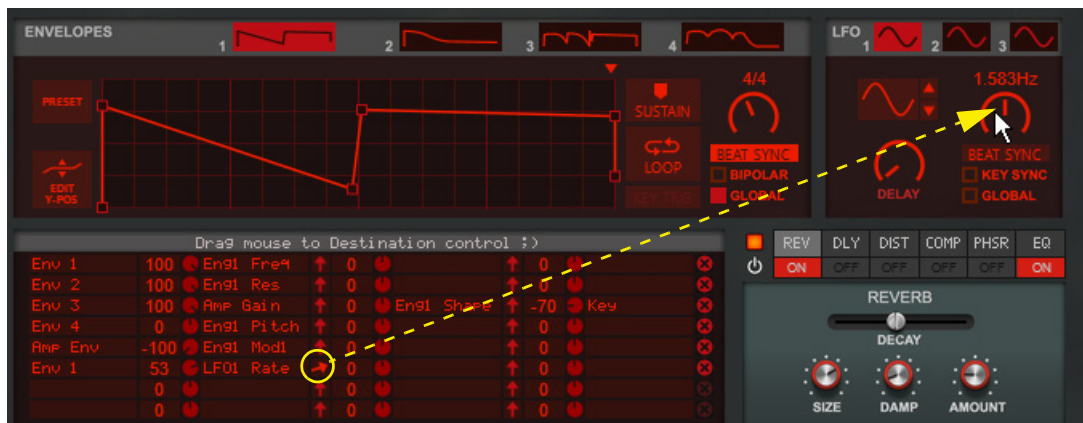 ENVELOPES 1 2 3 4
PRESET
EDIT
Y-POS
SUSTAIN
LOOP
KEY TRIG
4/4
BEAT SYNC
BIPOLAR
GLOBAL
LFO 1 2 3
1.583Hz
DELAY
BEAT SYNC
KEY SYNC
GLOBAL
Drag mouse to Destination control ;)
Env 1 100 Eng1 Freq 0 0
Env 2 100 Eng1 Res 0 0
Env 3 100 Amp Gain 0 Eng1 Shape -70 Key
Env 4 0 Eng1 Pitch 0 0
Amp Env -100 Eng1 Mod1 0 0
Env 1 53 LFO1 Rate 0 0
0 0 0
0 0 0
REV DLY DIST COMP PHSR EQ
ON OFF OFF OFF OFF ON
REVERB
DECAY
SIZE DAMP AMOUNT